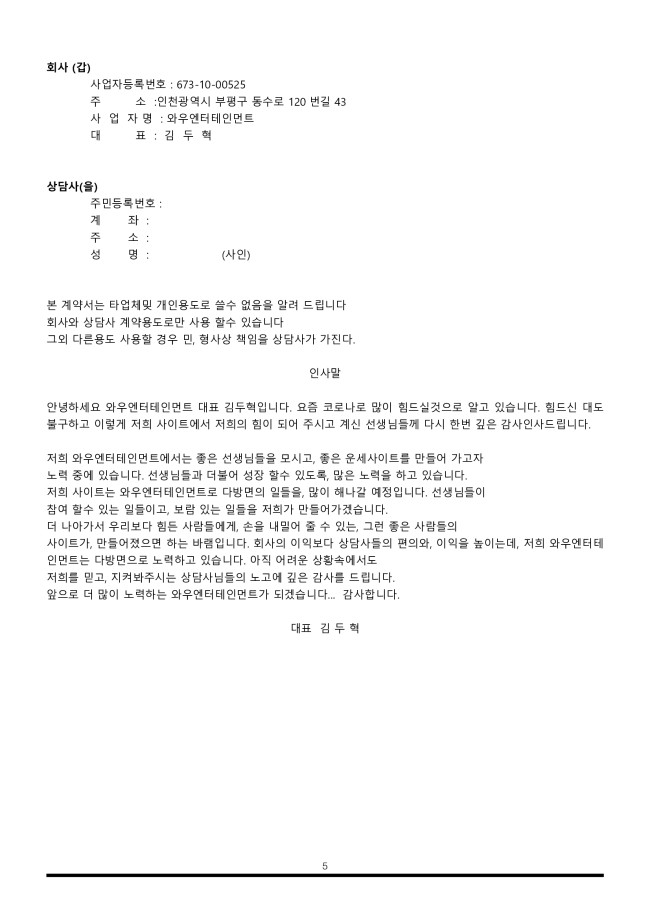 회사 (갑)
사업자등록번호 : 673-10-00525
주 소 :인천광역시 부평구 동수로 120 번길 43
사 업 자 명 : 와우엔터테인먼트
대 표 : 김 두 혁
상담사(을)
주민등록번호 :
계 좌 :
주 소 :
성 명 : (사인)
본 계약서는 타업체및 개인용도로 쓸수 없음을 알려 드립니다
회사와 상담사 계약용도로만 사용 할수 있습니다
그외 다른용도 사용할 경우 민, 형사상 책임을 상담사가 가진다.
인사말
안녕하세요 와우엔터테인먼트 대표 김두혁입니다. 요즘 코로나로 많이 힘드실것으로 알고 있습니다. 힘드신 대도
불구하고 이렇게 저희 사이트에서 저희의 힘이 되어 주시고 계신 선생님들께 다시 한번 깊은 감사인사드립니다.
저희 와우엔터테인먼트에서는 좋은 선생님들을 모시고, 좋은 운세사이트를 만들어 가고자
노력 중에 있습니다. 선생님들과 더불어 성장 할수 있도록, 많은 노력을 하고 있습니다.
저희 사이트는 와우엔터테인먼트로 다방면의 일들을, 많이 해나갈 예정입니다. 선생님들이
참여 할수 있는 일들이고, 보람 있는 일들을 저희가 만들어가겠습니다.
더 나아가서 우리보다 힘든 사람들에게, 손을 내밀어 줄 수 있는, 그런 좋은 사람들의
사이트가, 만들어졌으면 하는 바램입니다. 회사의 이익보다 상담사들의 편의와, 이익을 높이는데, 저희 와우엔터테
인먼트는 다방면으로 노력하고 있습니다. 아직 어려운 상황속에서도
저희를 믿고, 지켜봐주시는 상담사님들의 노고에 깊은 감사를 드립니다.
앞으로 더 많이 노력하는 와우엔터테인먼트가 되겠습니다... 감사합니다.
대표 김 두 혁
5